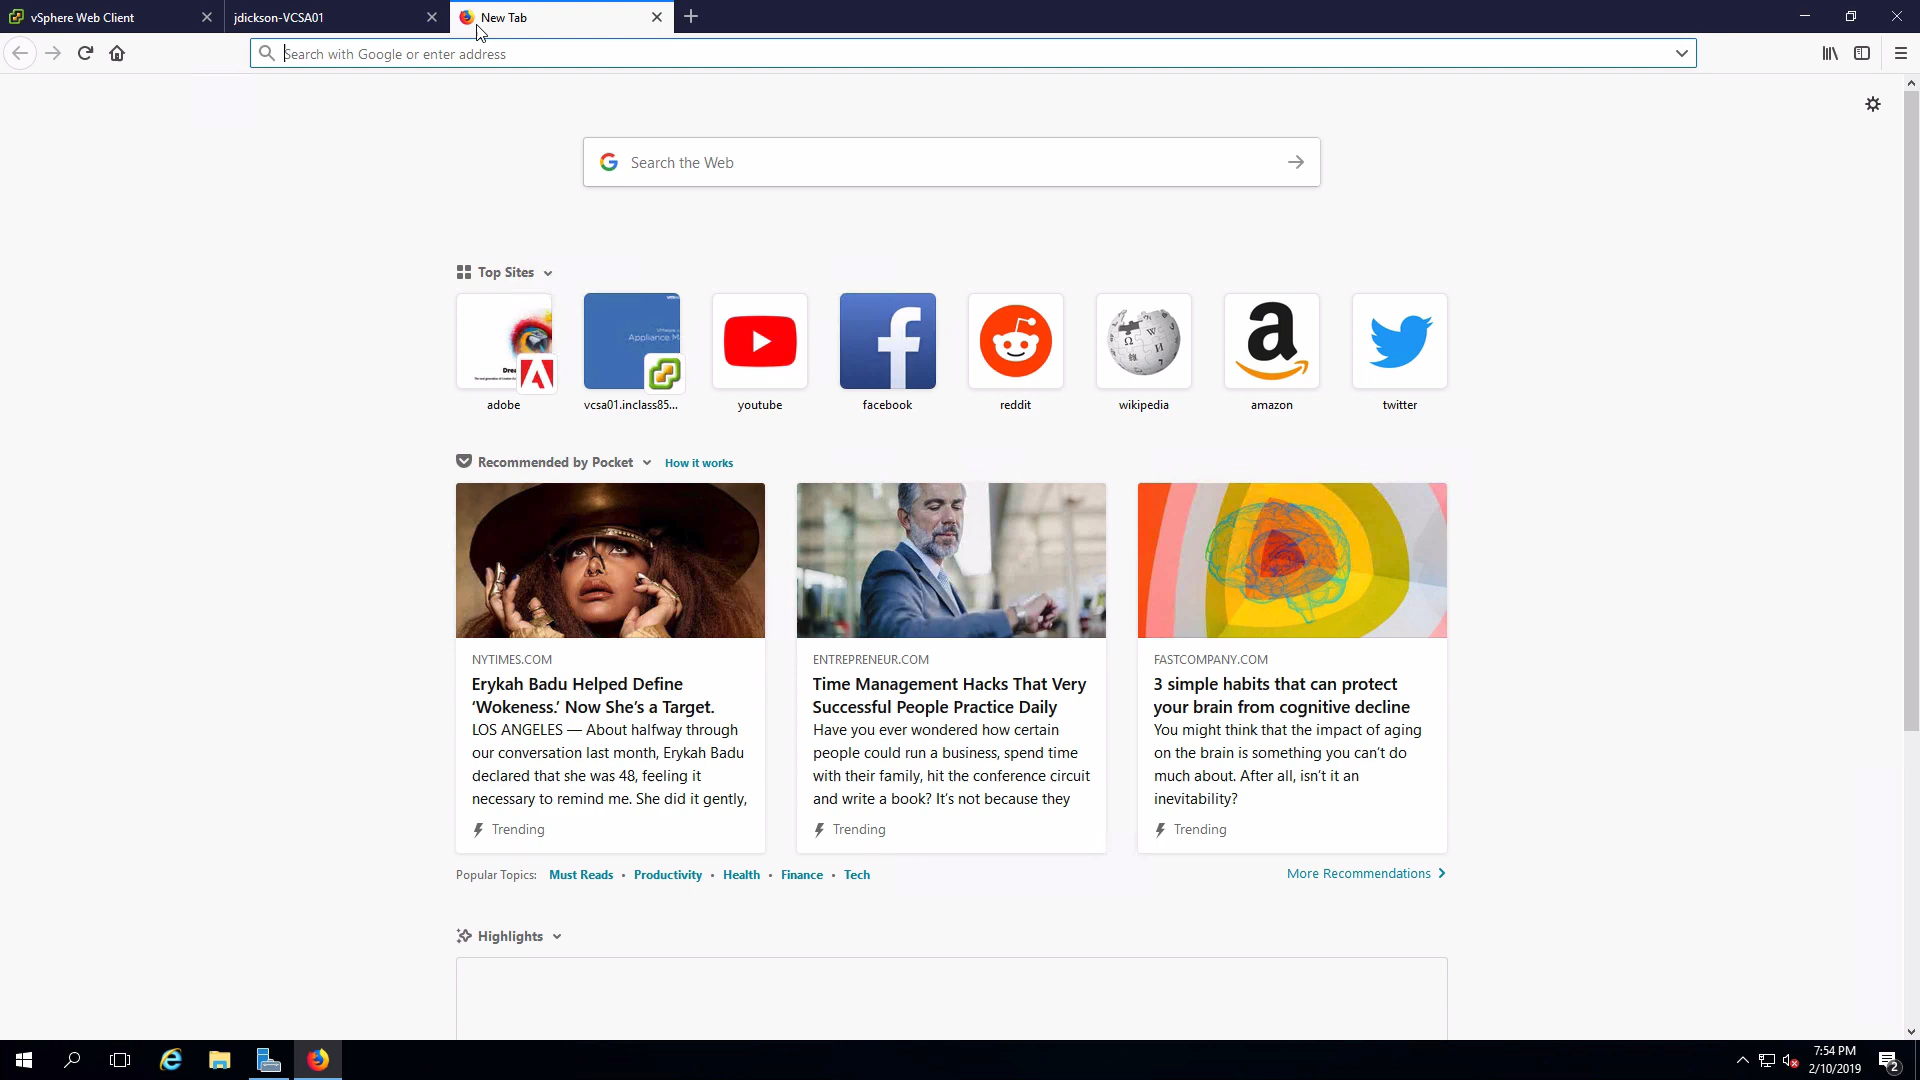 vSphere Web Client
jdickson-VCSA01
New Tab
Search with Google or enter address
Search the Web
Top Sites
adobe
vcsa01.inclass85...
youtube
facebook
reddit
wikipedia
amazon
twitter
Recommended by Pocket
How it works
NYTIMES.COM
Erykah Badu Helped Define
‘Wokeness.’ Now She’s a Target.
LOS ANGELES — About halfway through
our conversation last month, Erykah Badu
declared that she was 48, feeling it
necessary to remind me. She did it gently,
Trending
ENTREPRENEUR.COM
Time Management Hacks That Very
Successful People Practice Daily
Have you ever wondered how certain
people could run a business, spend time
with their family, hit the conference circuit
and write a book? It’s not because they
Trending
FASTCOMPANY.COM
3 simple habits that can protect
your brain from cognitive decline
You might think that the impact of aging
on the brain is something you can’t do
much about. After all, isn’t it an
inevitability?
Trending
Popular Topics: Must Reads • Productivity • Health • Finance • Tech
More Recommendations
Highlights
7:54 PM
2/10/2019
2